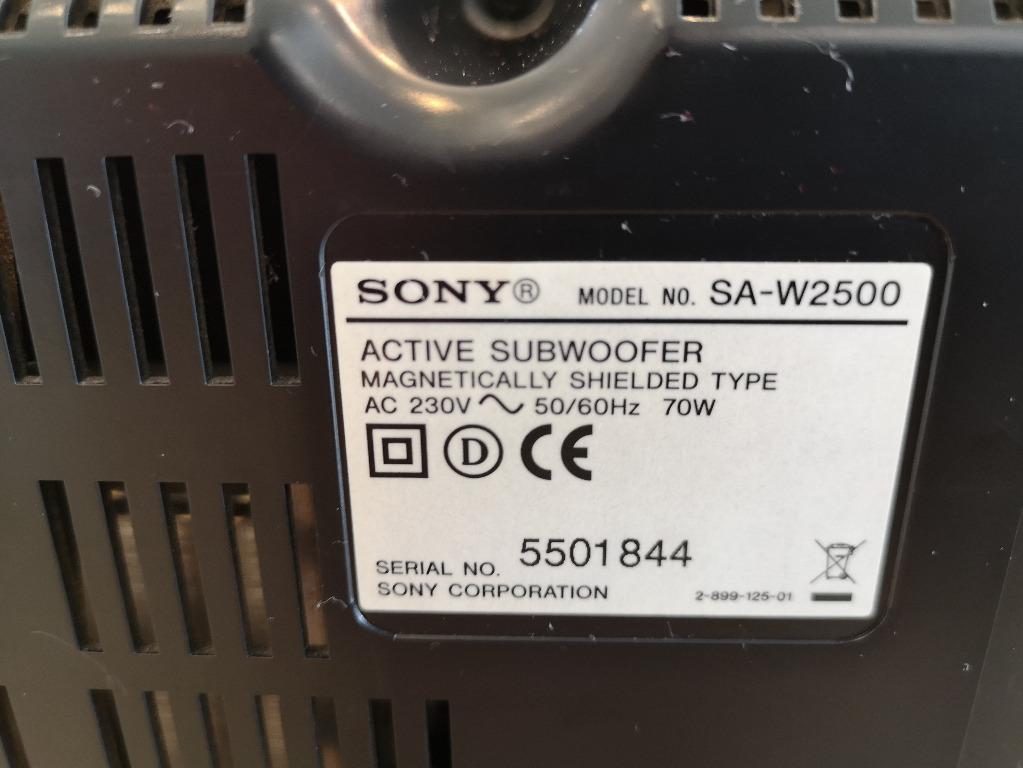 SONY® MODEL NO. SA-W2500
ACTIVE SUBWOOFER
MAGNETICALLY SHIELDED TYPE
AC 230V ~ 50/60Hz 70W
D CE
SERIAL NO. 5501844
SONY CORPORATION 2-899-125-01